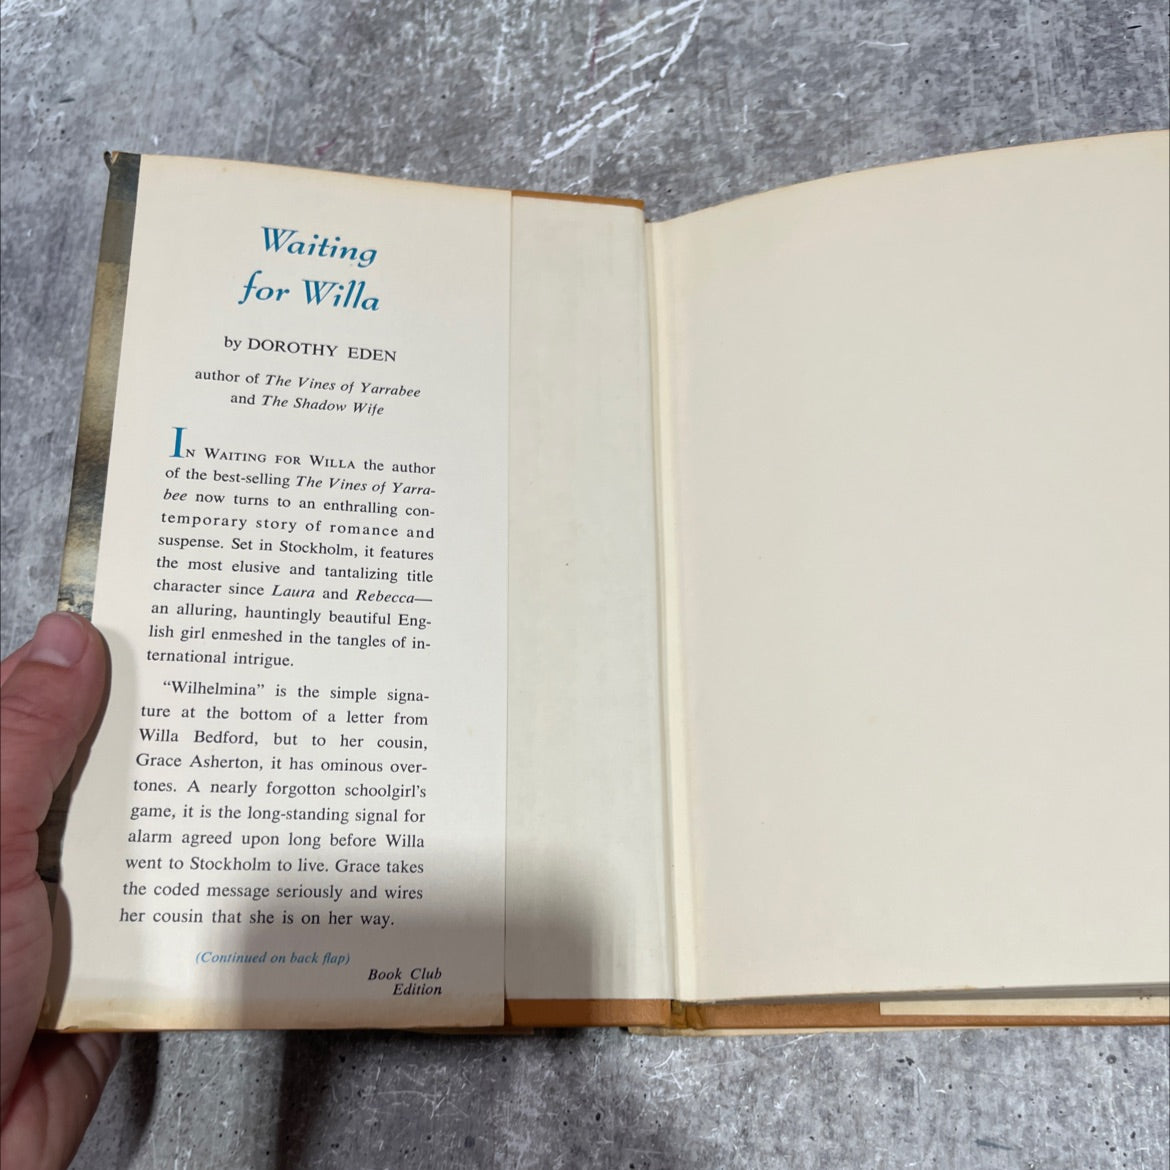 Waiting
for Willa
by DOROTHY EDEN
author of The Vines of Yarrabee
and The Shadow Wife
IN WAITING FOR WILLA the author
of the best-selling The Vines of Yarra-
bee now turns to an enthralling con-
temporary story of romance and
suspense. Set in Stockholm, it features
the most elusive and tantalizing title
character since Laura and Rebecca—
an alluring, hauntingly beautiful Eng-
lish girl enmeshed in the tangles of in-
ternational intrigue.
"Wilhelmina" is the simple signa-
ture at the bottom of a letter from
Willa Bedford, but to her cousin,
Grace Asherton, it has ominous over-
tones. A nearly forgotton schoolgirl's
game, it is the long-standing signal for
alarm agreed upon long before Willa
went to Stockholm to live. Grace takes
the coded message seriously and wires
her cousin that she is on her way.
(Continued on back flap)
Book Club
Edition